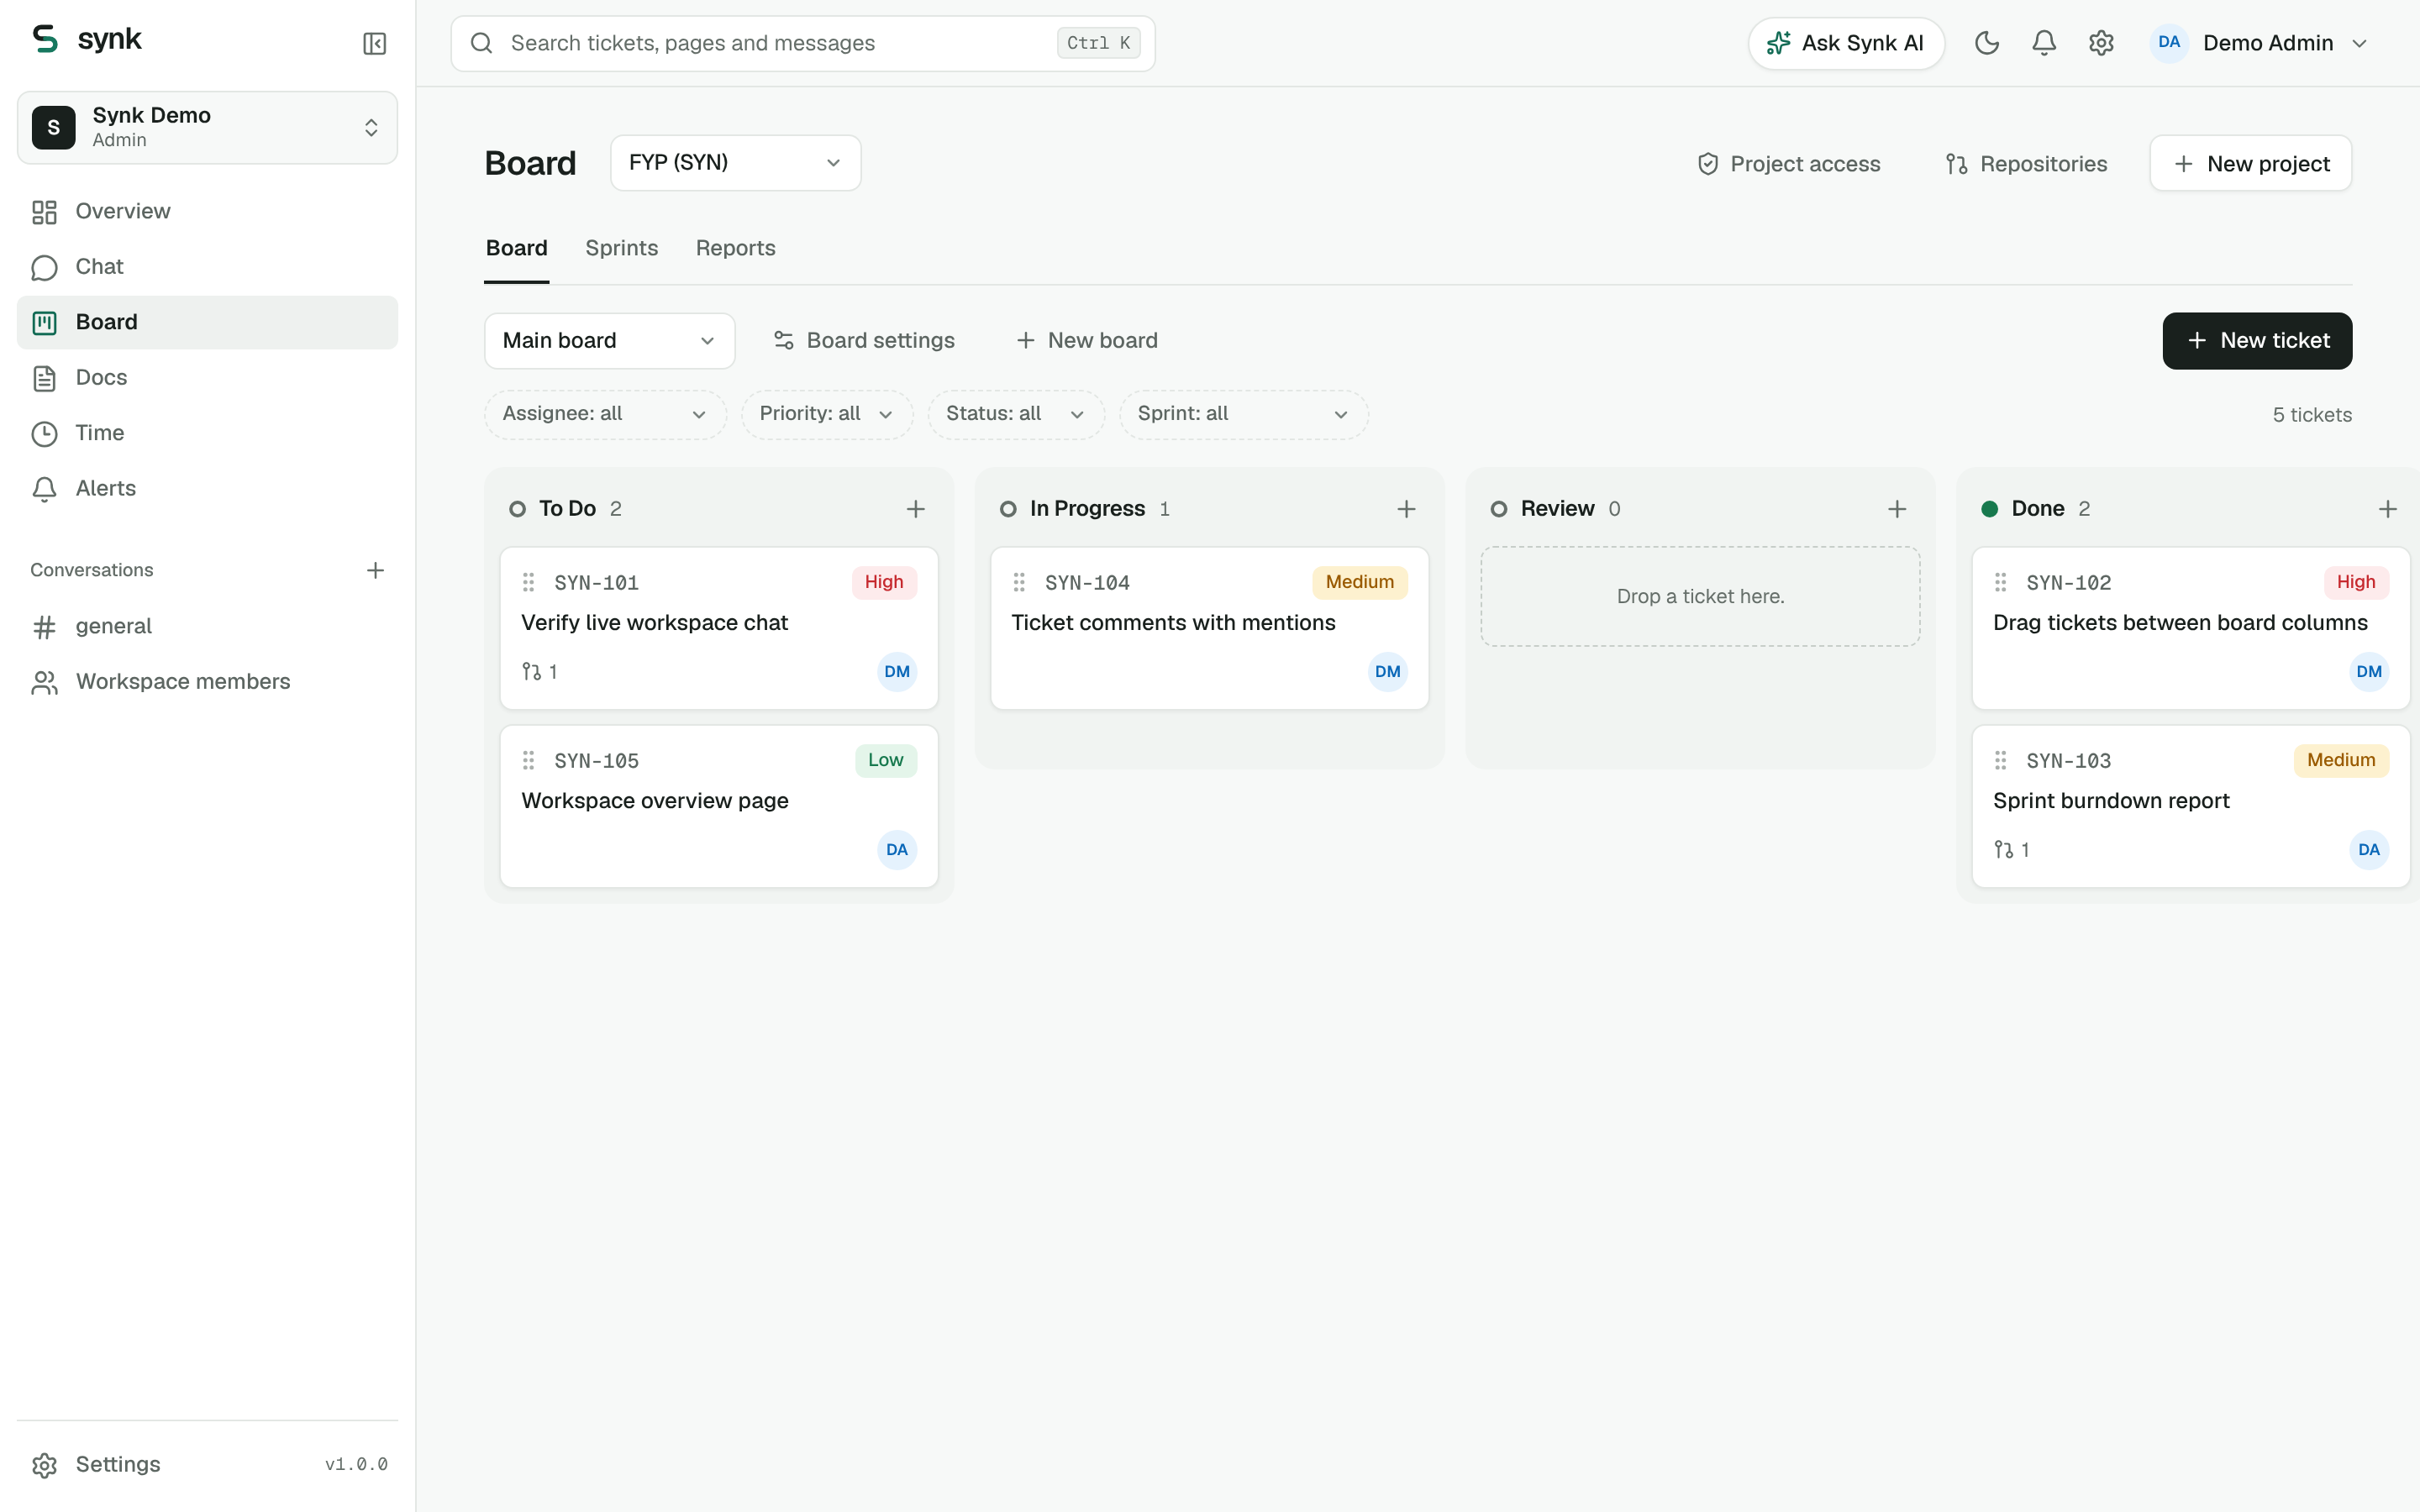 synk
Search tickets, pages and messages
Ctrl K
Ask Synk AI
DA
Demo Admin
S
Synk Demo
Admin
Overview
Chat
Board
Docs
Time
Alerts
Conversations
general
Workspace members
Settings
v1.0.0
Board
FYP (SYN)
Project access
Repositories
New project
Board
Sprints
Reports
Main board
Board settings
New board
New ticket
Assignee: all
Priority: all
Status: all
Sprint: all
5 tickets
To Do 2
SYN-101
High
Verify live workspace chat
1
DM
SYN-105
Low
Workspace overview page
DA
In Progress 1
SYN-104
Medium
Ticket comments with mentions
DM
Review 0
Drop a ticket here.
Done 2
SYN-102
High
Drag tickets between board columns
DM
SYN-103
Medium
Sprint burndown report
1
DA